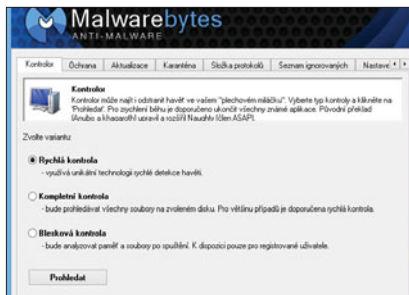 Malwarebytes
ANTI-MALWARE
Kontrolor Ochrana Aktualizace Karanténa Složka protokolů Seznam ignorovaných Nastave
Kontrolor
Kontrolor může najít i odstranit havěť ve vašem "plechovém miláčku". Vyberte typ kontroly a klikněte na
'Prohledat'. Pro zrychlení běhu je doporučeno ukončit všechny známé aplikace. Původní překlad
(Anubis a khagaroth) upravil a rozšířil Naughty (člen ASAP).
Zvolte variantu:
Rychlá kontrola
- využívá unikátní technologii rychlé detekce havěti.
Kompletní kontrola
- bude prohledávat všechny soubory na zvoleném disku. Pro většinu případů je doporučena rychlá kontrola.
Blesková kontrola
- bude analyzovat paměť a soubory po spuštění. K dispozici pouze pro registrované uživatele.
Prohledat